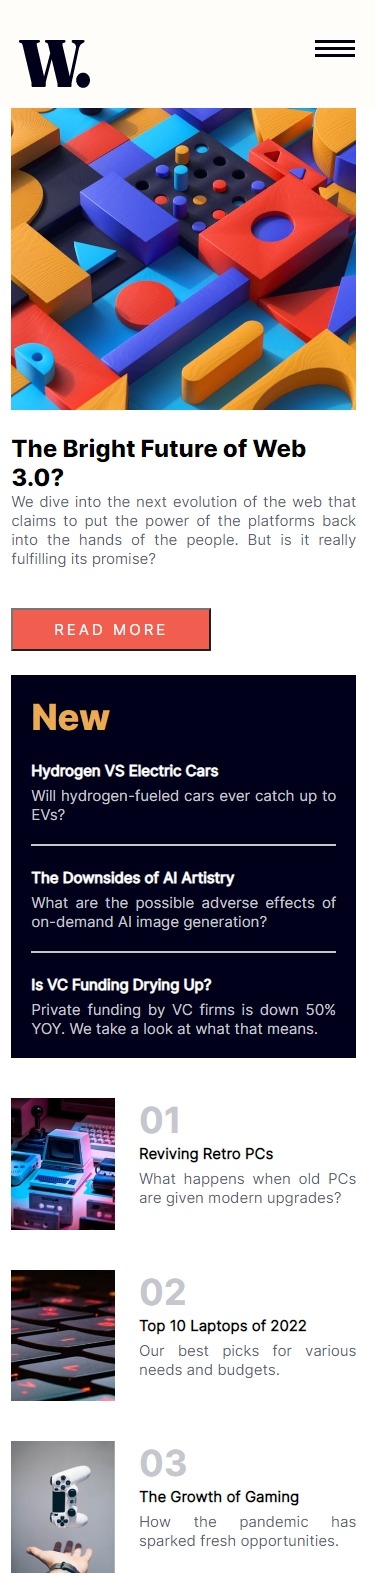 W.
The Bright Future of Web
3.0?
We dive into the next evolution of the web that
claims to put the power of the platforms back
into the hands of the people. But is it really
fulfilling its promise?
READ MORE
New
Hydrogen VS Electric Cars
Will hydrogen-fueled cars ever catch up to
EVs?
The Downsides of AI Artistry
What are the possible adverse effects of
on-demand AI image generation?
Is VC Funding Drying Up?
Private funding by VC firms is down 50%
YOY. We take a look at what that means.
01
Reviving Retro PCs
What happens when old PCs
are given modern upgrades?
02
Top 10 Laptops of 2022
Our best picks for various
needs and budgets.
03
The Growth of Gaming
How the pandemic has
sparked fresh opportunities.